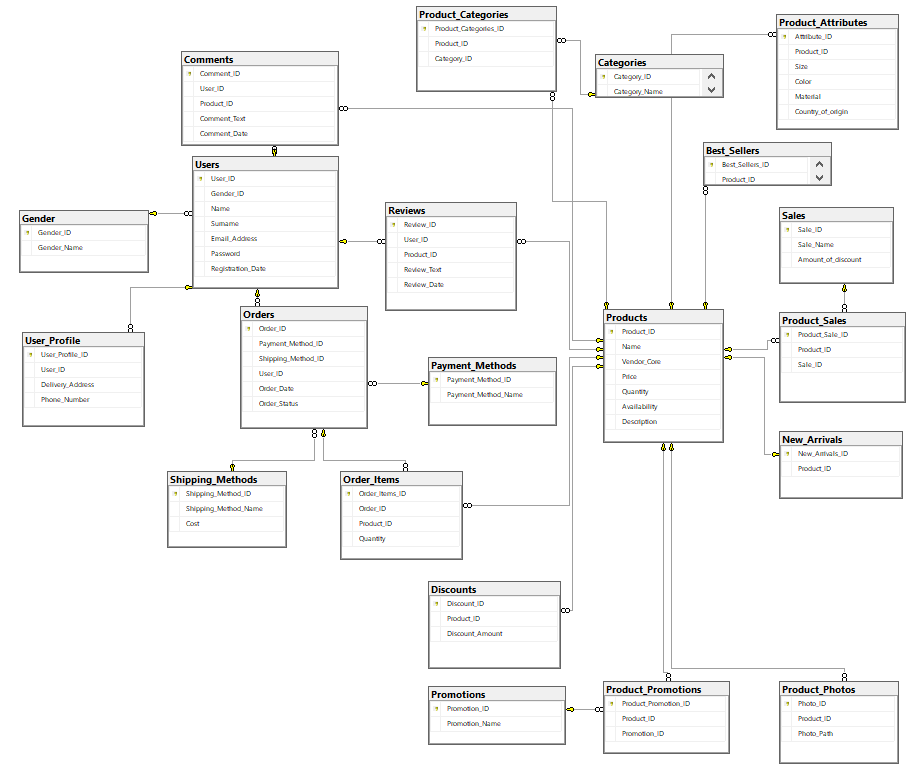 Product_Categories
Product_Categories_ID
Product_ID
Category_ID
Product_Attributes
Attribute_ID
Product_ID
Size
Color
Material
Country_of_origin
Comments
Comment_ID
User_ID
Product_ID
Comment_Text
Comment_Date
Categories
Category_ID
Category_Name
Best_Sellers
Best_Sellers_ID
Product_ID
Users
User_ID
Gender_ID
Name
Surname
Email_Address
Password
Registration_Date
Gender
Gender_ID
Gender_Name
Reviews
Review_ID
User_ID
Product_ID
Review_Text
Review_Date
Sales
Sale_ID
Sale_Name
Amount_of_discount
Orders
Order_ID
Payment_Method_ID
Shipping_Method_ID
User_ID
Order_Date
Order_Status
Products
Product_ID
Name
Vendor_Core
Price
Quantity
Availability
Description
Product_Sales
Product_Sale_ID
Product_ID
Sale_ID
User_Profile
User_Profile_ID
User_ID
Delivery_Address
Phone_Number
Payment_Methods
Payment_Method_ID
Payment_Method_Name
New_Arrivals
New_Arrivals_ID
Product_ID
Shipping_Methods
Shipping_Method_ID
Shipping_Method_Name
Cost
Order_Items
Order_Items_ID
Order_ID
Product_ID
Quantity
Discounts
Discount_ID
Product_ID
Discount_Amount
Promotions
Promotion_ID
Promotion_Name
Product_Promotions
Product_Promotion_ID
Product_ID
Promotion_ID
Product_Photos
Photo_ID
Product_ID
Photo_Path